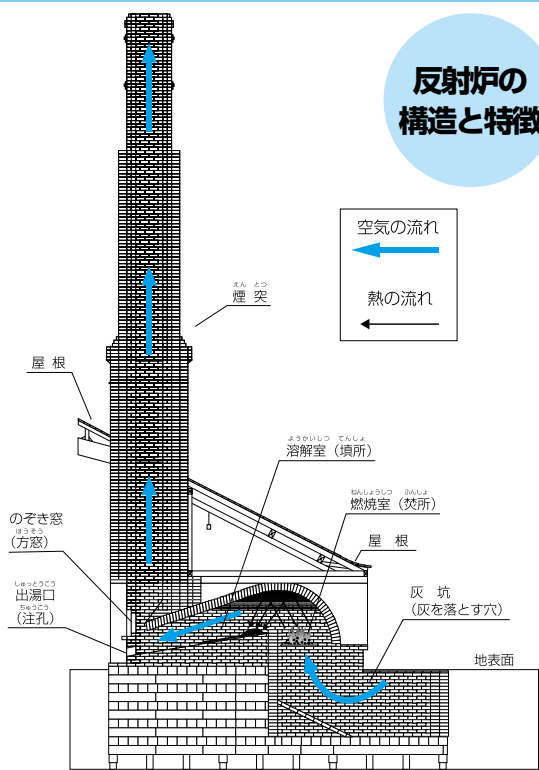 反射炉の
構造と特徴
空気の流れ
熱の流れ
えん とつ
煙 突
屋 根
ようかいしつ てんしょ
溶解室（填所）
ねんしょうしつ ふんしょ
燃焼室（焚所）
屋 根
のぞき窓
ほうそう
（方窓）
しゅっとうこう
出湯口
ちゅうこう
（注孔）
灰 坑
（灰を落とす穴）
地表面